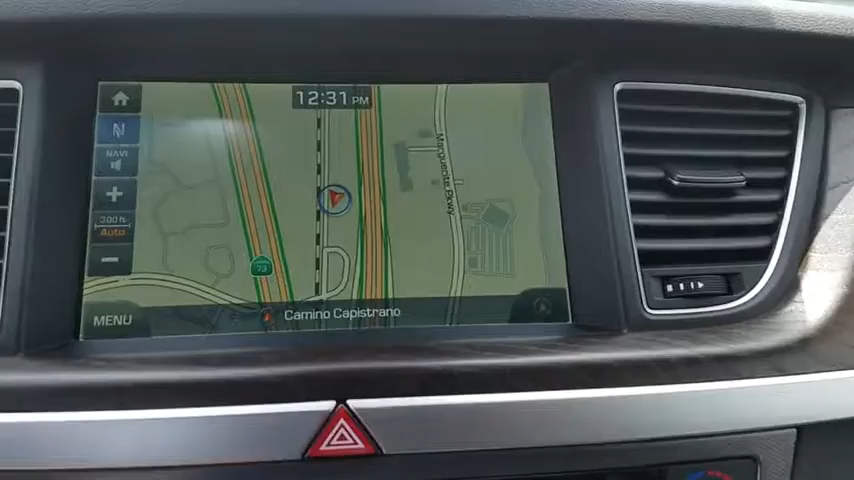 12:31 PM
N
NAVI
+
300 ft
Auto
−
Marguerite Pkwy
73
MENU
Camino Capistrano